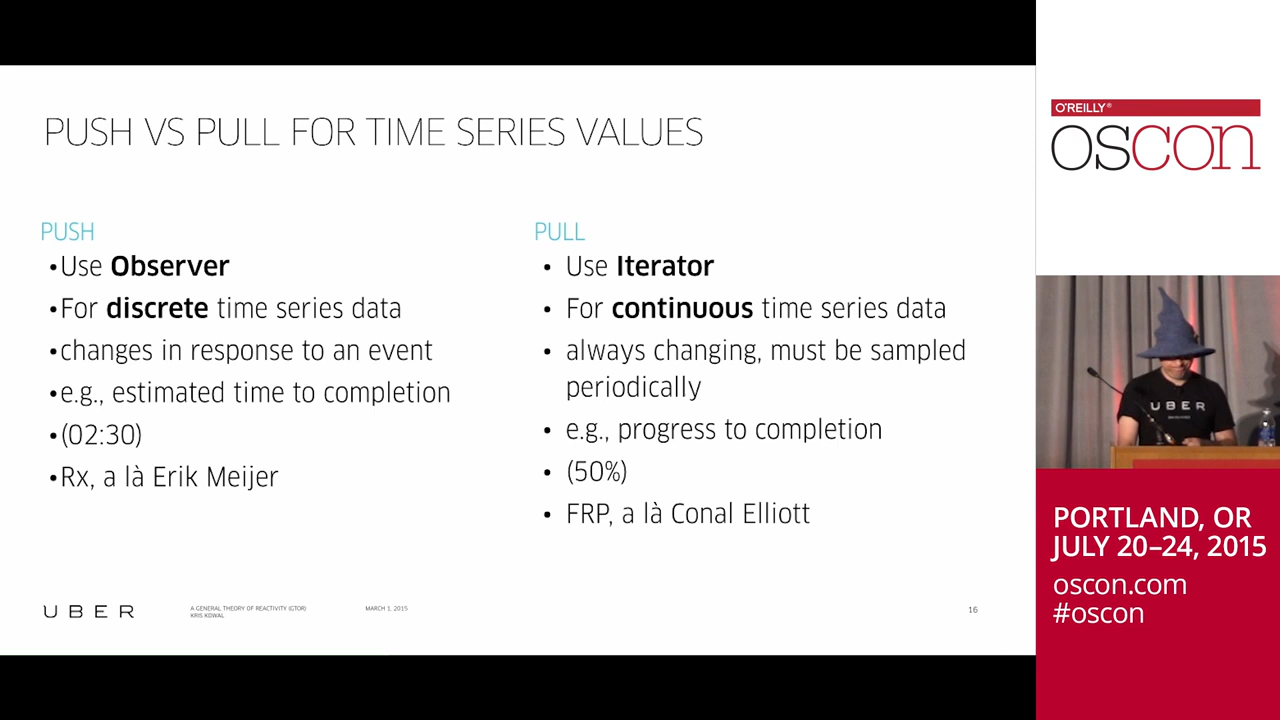 PUSH VS PULL FOR TIME SERIES VALUES
PUSH
•Use Observer
•For discrete time series data
•changes in response to an event
•e.g., estimated time to completion
•(02:30)
•Rx, a là Erik Meijer
PULL
• Use Iterator
• For continuous time series data
• always changing, must be sampled
periodically
• e.g., progress to completion
• (50%)
• FRP, a là Conal Elliott
UBER
A GENERAL THEORY OF REACTIVITY (GTOR)
KRIS KOWAL
MARCH 1, 2015
16
O'REILLY®
OSCON
UBER
PORTLAND, OR
JULY 20–24, 2015
oscon.com
#oscon